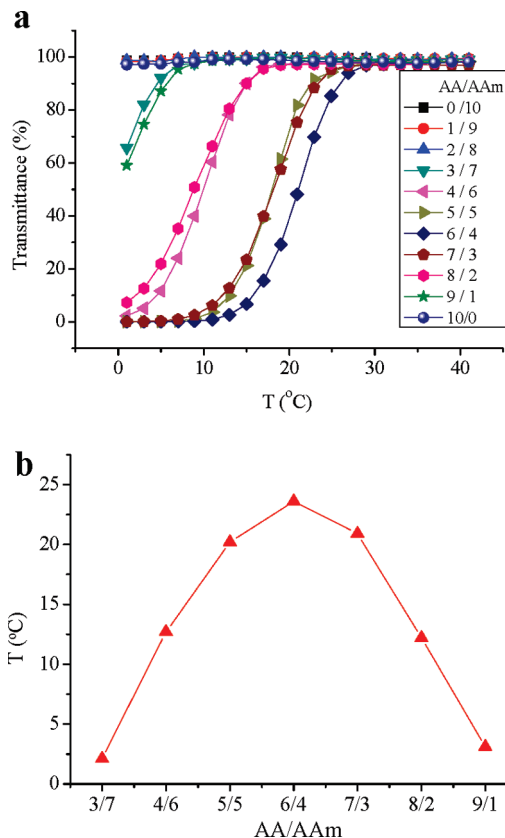 a
Transmittance (%)
100
80
60
40
20
0
0
10
20
30
40
T (°C)
AA/AAm
0 / 10
1 / 9
2 / 8
3 / 7
4 / 6
5 / 5
6 / 4
7 / 3
8 / 2
9 / 1
10/0
b
T (°C)
25
20
15
10
5
0
3/7
4/6
5/5
6/4
7/3
8/2
9/1
AA/AAm